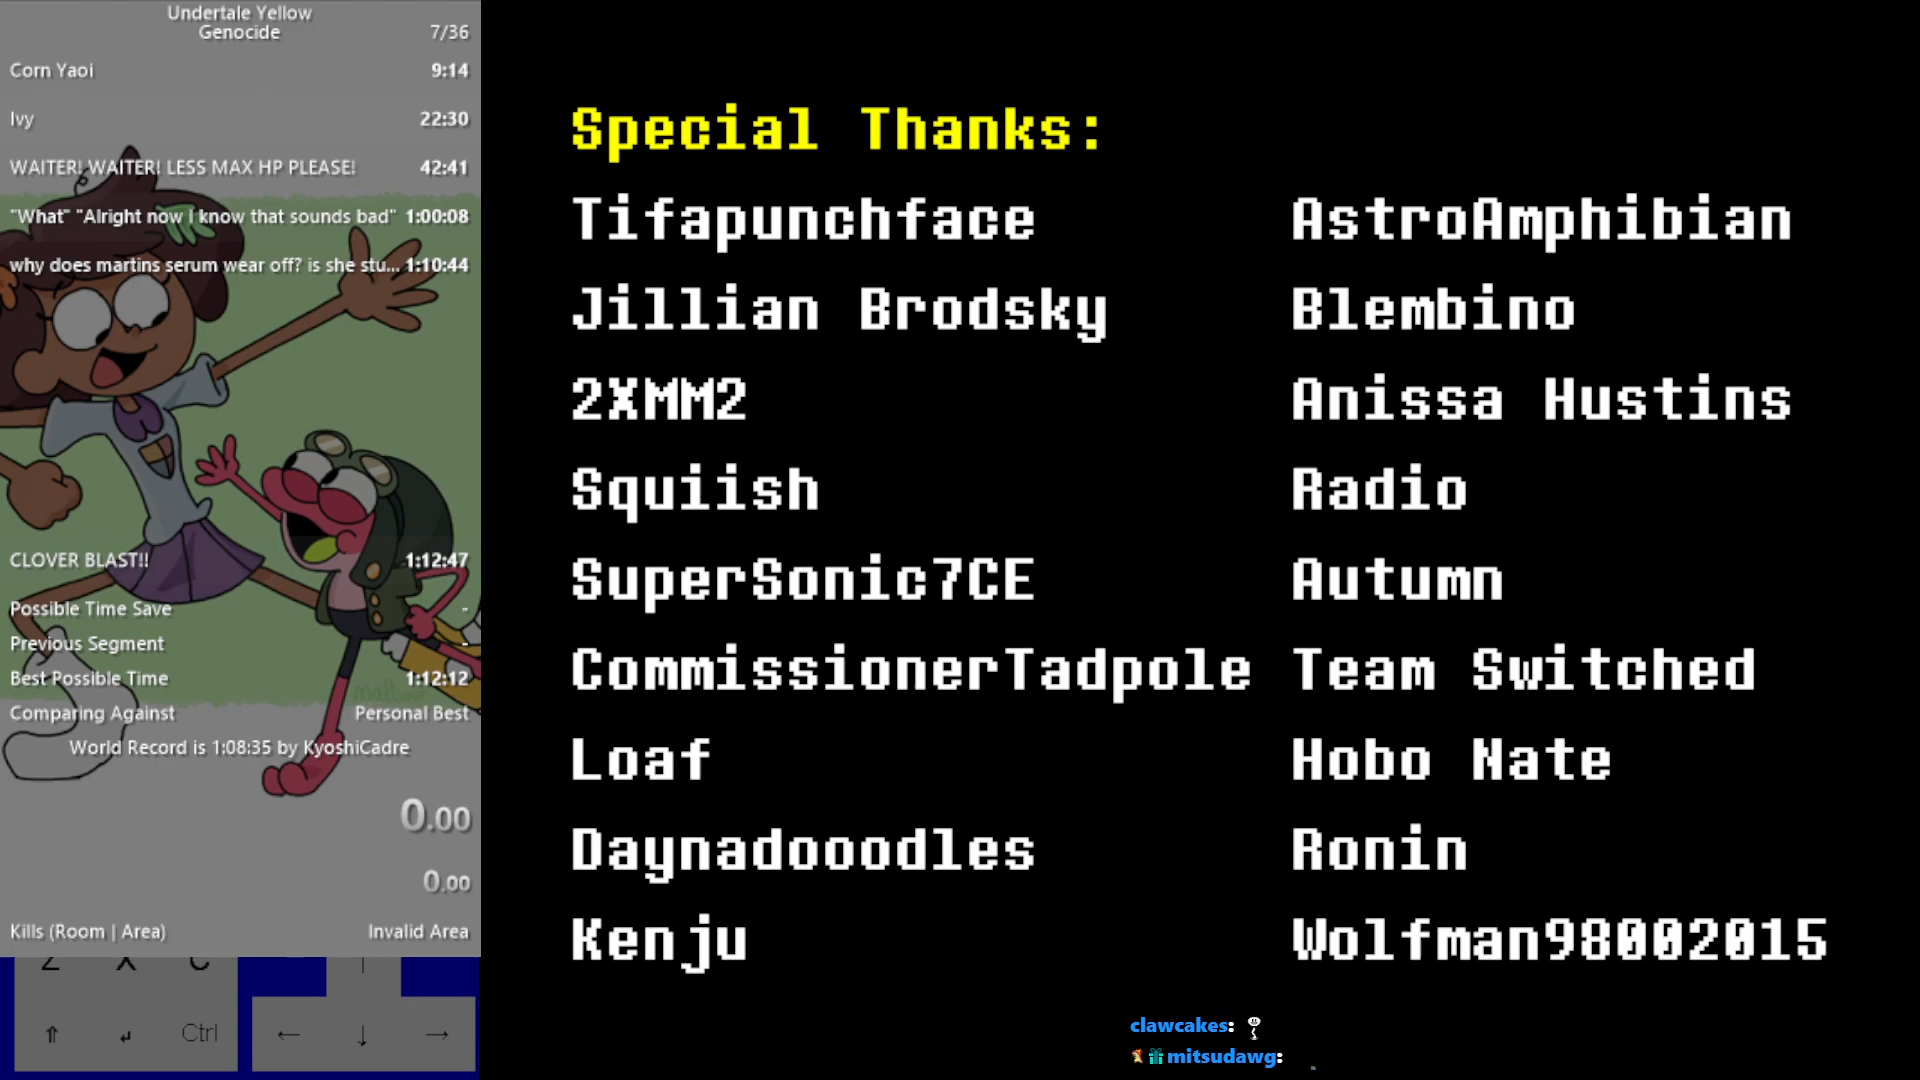 Undertale Yellow
Genocide 7/36
Corn Yaoi 9:14
Ivy 22:30
WAITER! WAITER! LESS MAX HP PLEASE! 42:41
"What" "Alright now i know that sounds bad" 1:00:08
why does martins serum wear off? is she stu... 1:10:44
CLOVER BLAST!! 1:12:47
Possible Time Save -
Previous Segment -
Best Possible Time 1:12:12
Comparing Against Personal Best
World Record is 1:08:35 by KyoshiCadre
0.00
0.00
Kills (Room | Area) Invalid Area
Z X C ↑
⇑ ↵ Ctrl ← ↓ →
Special Thanks:
Tifapunchface AstroAmphibian
Jillian Brodsky Blembino
2XMM2 Anissa Hustins
Squiish Radio
SuperSonic7CE Autumn
CommissionerTadpole Team Switched
Loaf Hobo Nate
Daynadooodles Ronin
Kenju Wolfman98002015
clawcakes:
mitsudawg: